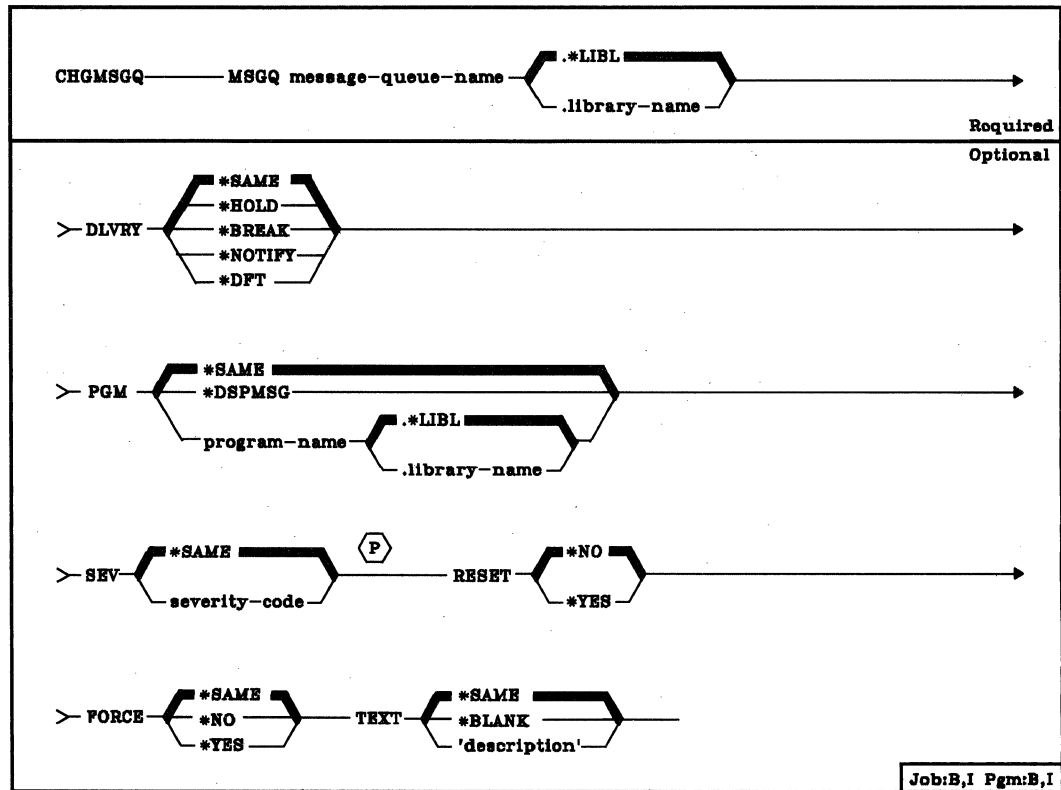 .*LIBL
CHGMSGQ MSGQ message-queue-name
.library-name
Required
Optional
*SAME
*HOLD
DLVRY *BREAK
*NOTIFY
*DFT
*SAME
PGM *DSPMSG
.*LIBL
program-name
.library-name
*SAME P *NO
SEV RESET
severity-code *YES
*SAME *SAME
FORCE *NO TEXT *BLANK
*YES 'description'
Job:B,I Pgm:B,I